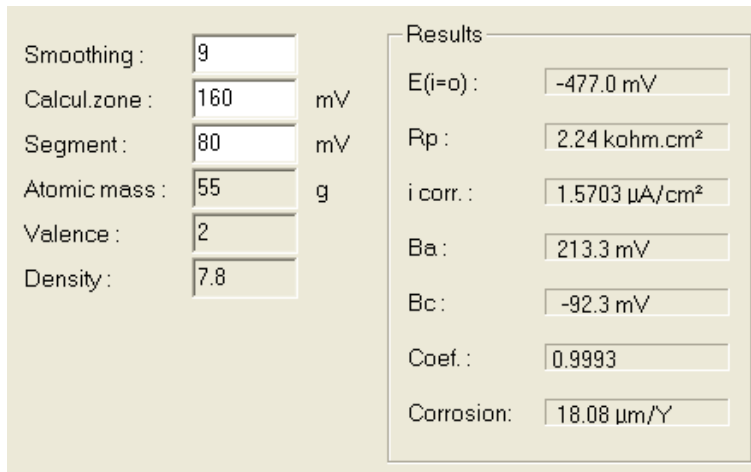 Smoothing : 9
Calcul.zone : 160 mV
Segment : 80 mV
Atomic mass : 55 g
Valence : 2
Density : 7.8
Results
E(i=o) : -477.0 mV
Rp : 2.24 kohm.cm²
i corr. : 1.5703 µA/cm²
Ba : 213.3 mV
Bc : -92.3 mV
Coef. : 0.9993
Corrosion: 18.08 µm/Y